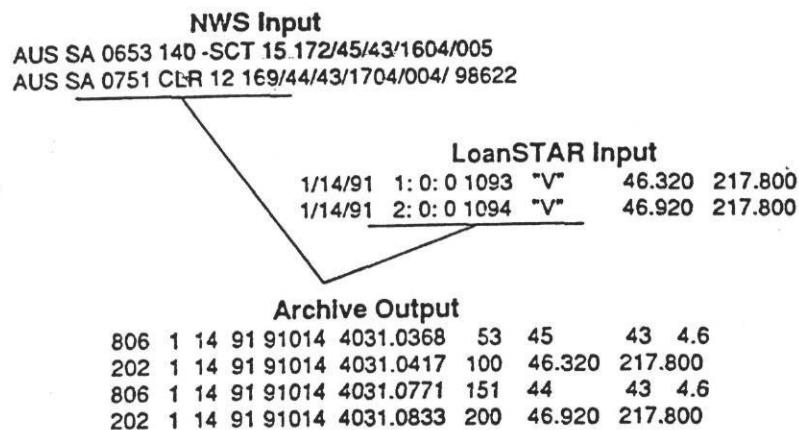 NWS Input
AUS SA 0653 140 -SCT 15 172/45/43/1604/005
AUS SA 0751 CLR 12 169/44/43/1704/004/ 98622
LoanSTAR Input
1/14/91 1: 0: 0 1093 "V" 46.320 217.800
1/14/91 2: 0: 0 1094 "V" 46.920 217.800
Archive Output
806 1 14 91 91014 4031.0368 53 45 43 4.6
202 1 14 91 91014 4031.0417 100 46.320 217.800
806 1 14 91 91014 4031.0771 151 44 43 4.6
202 1 14 91 91014 4031.0833 200 46.920 217.800